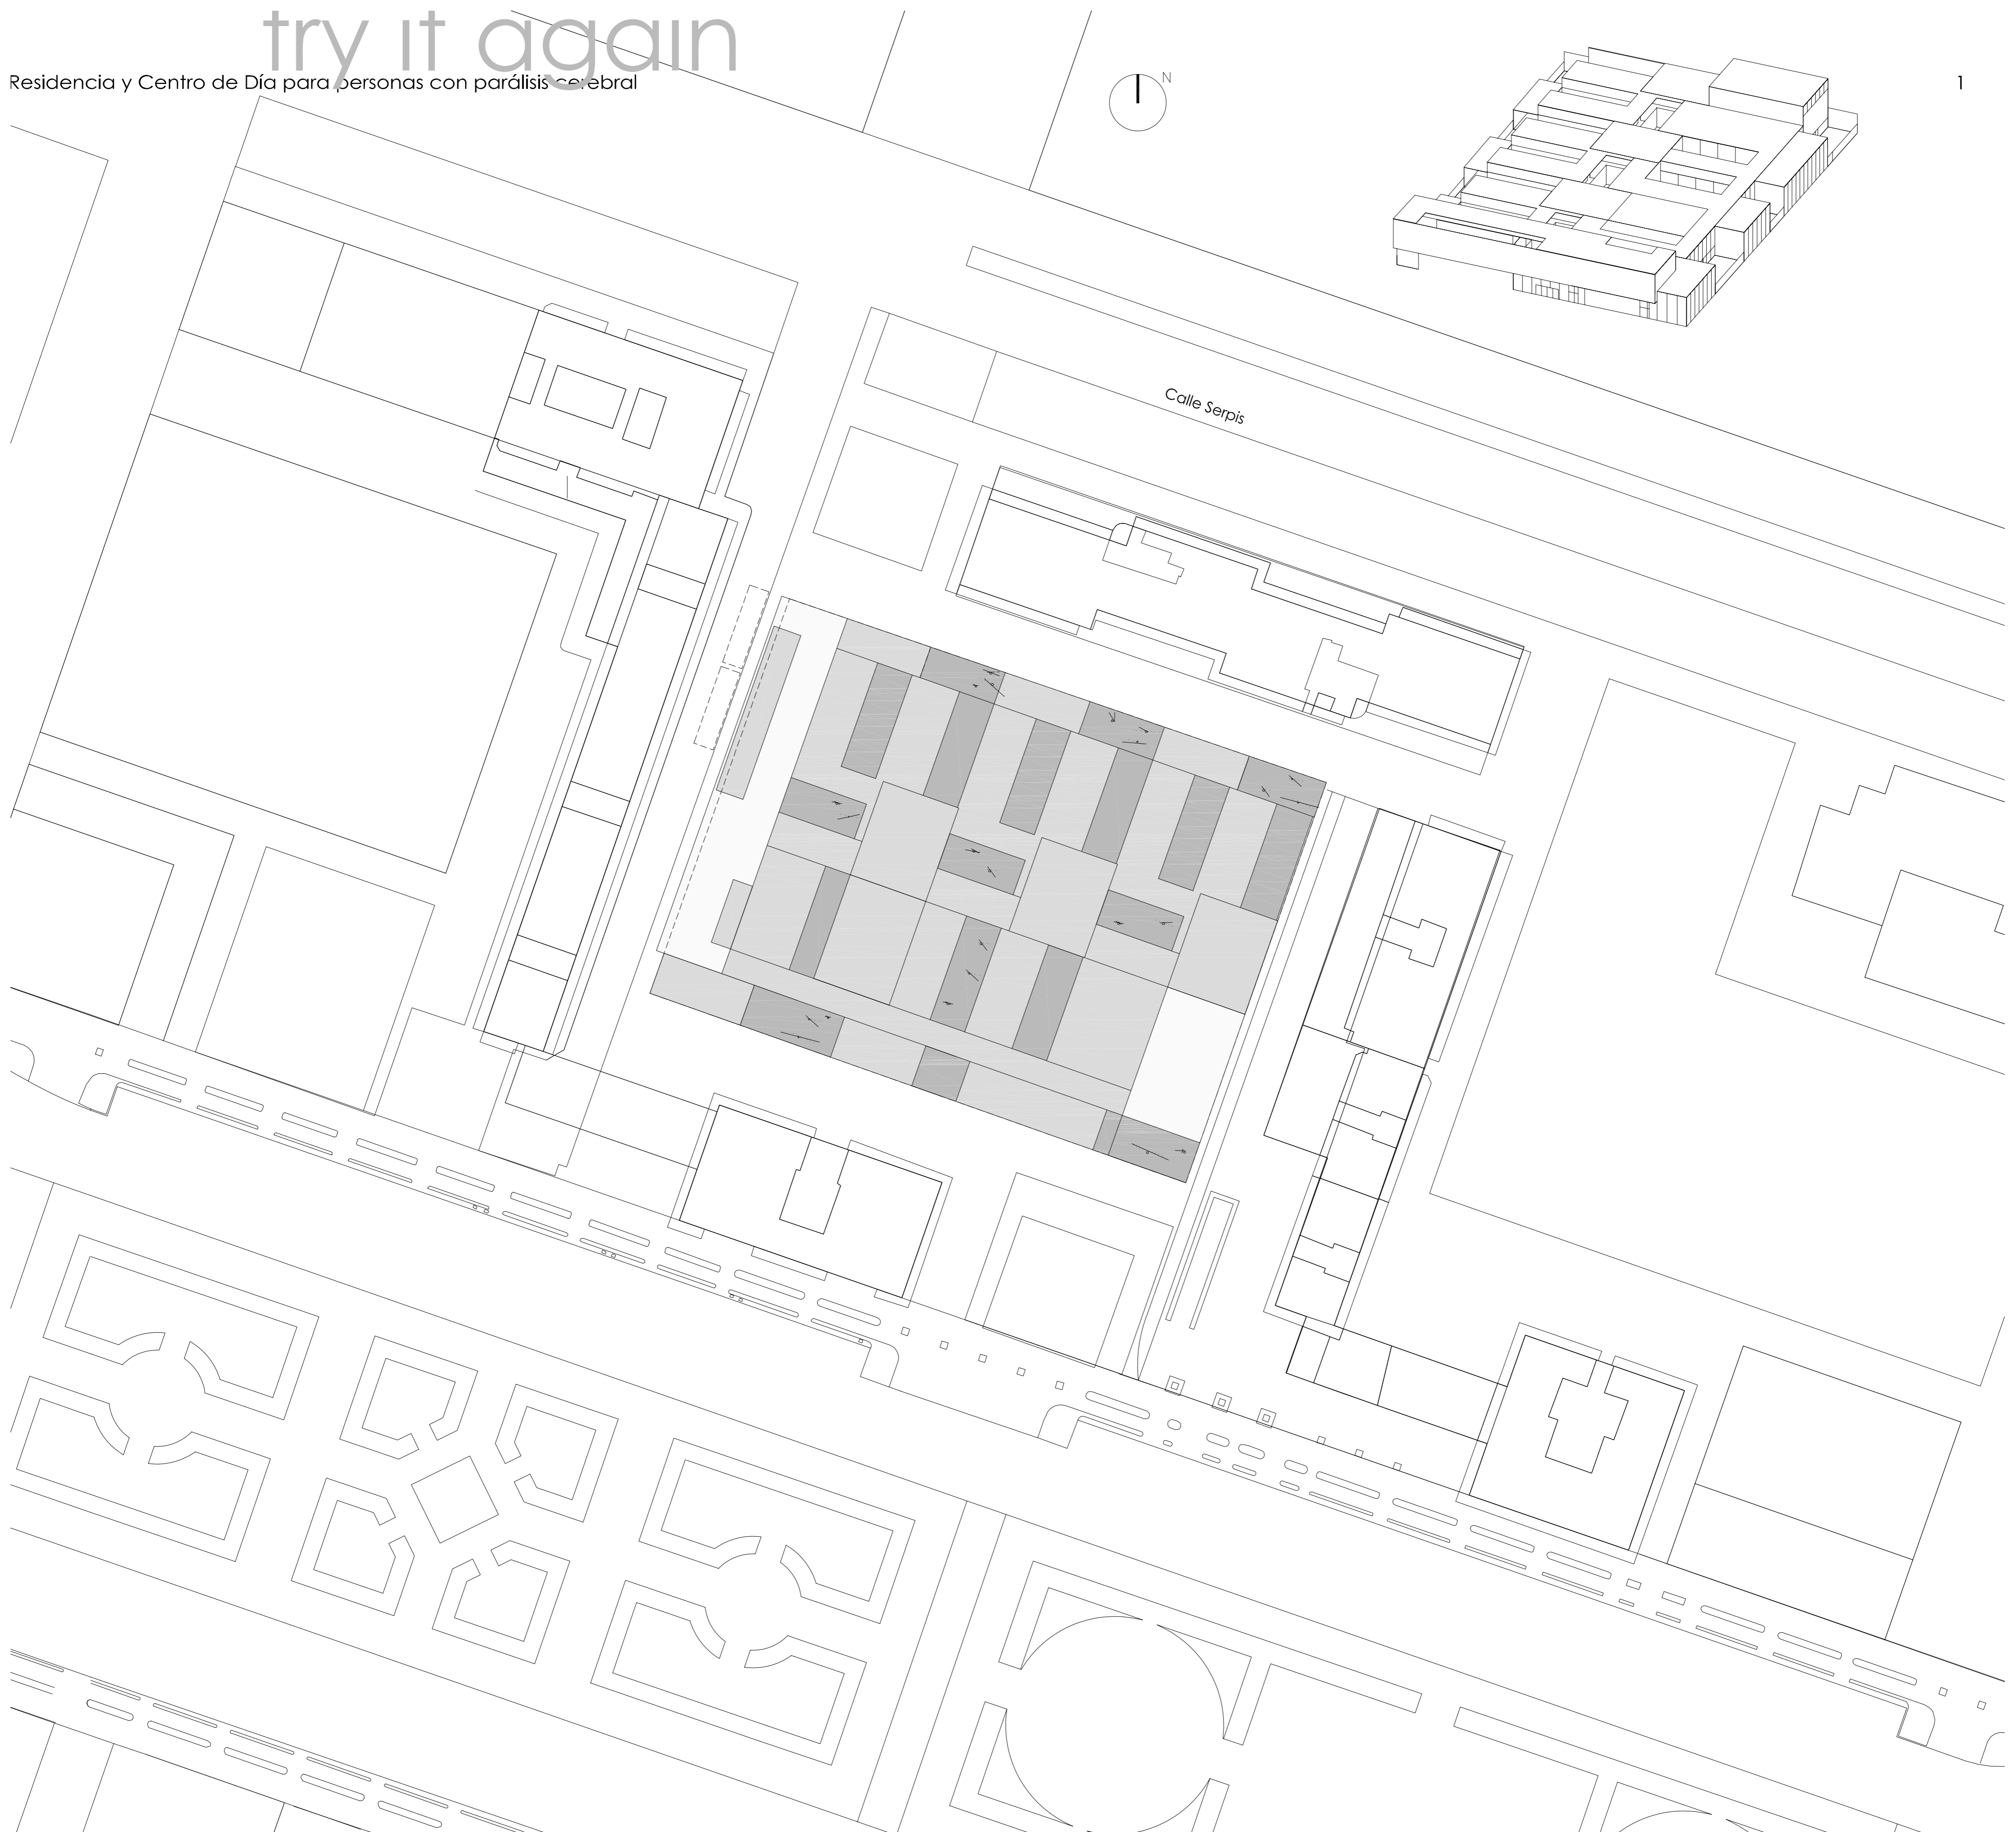 try it again
Residencia y Centro de Día para personas con parálisis cerebral
N
1
Calle Serpis